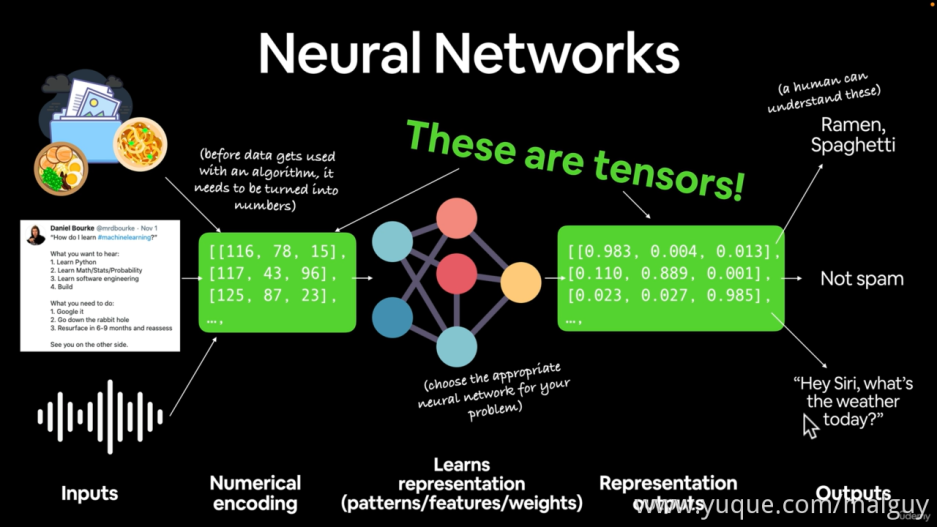 Neural Networks
(a human can
understand these)
Ramen,
Spaghetti
These are tensors!
(before data gets used
with an algorithm, it
needs to be turned into
numbers)
Daniel Bourke @mrdbourke · Nov 1
"How do I learn #machinelearning?"
What you want to hear:
1. Learn Python
2. Learn Math/Stats/Probability
3. Learn software engineering
4. Build
What you need to do:
1. Google it
2. Go down the rabbit hole
3. Resurface in 6-9 months and reassess
See you on the other side.
[[116, 78, 15],
[117, 43, 96],
[125, 87, 23],
…,
[[0.983, 0.004, 0.013],
[0.110, 0.889, 0.001],
[0.023, 0.027, 0.985],
…,
Not spam
(choose the appropriate
neural network for your
problem)
“Hey Siri, what’s
the weather
today?”
Inputs
Numerical
encoding
Learns
representation
(patterns/features/weights)
Representation
outputs
Outputs
www.yuque.com/maiguy
Udemy